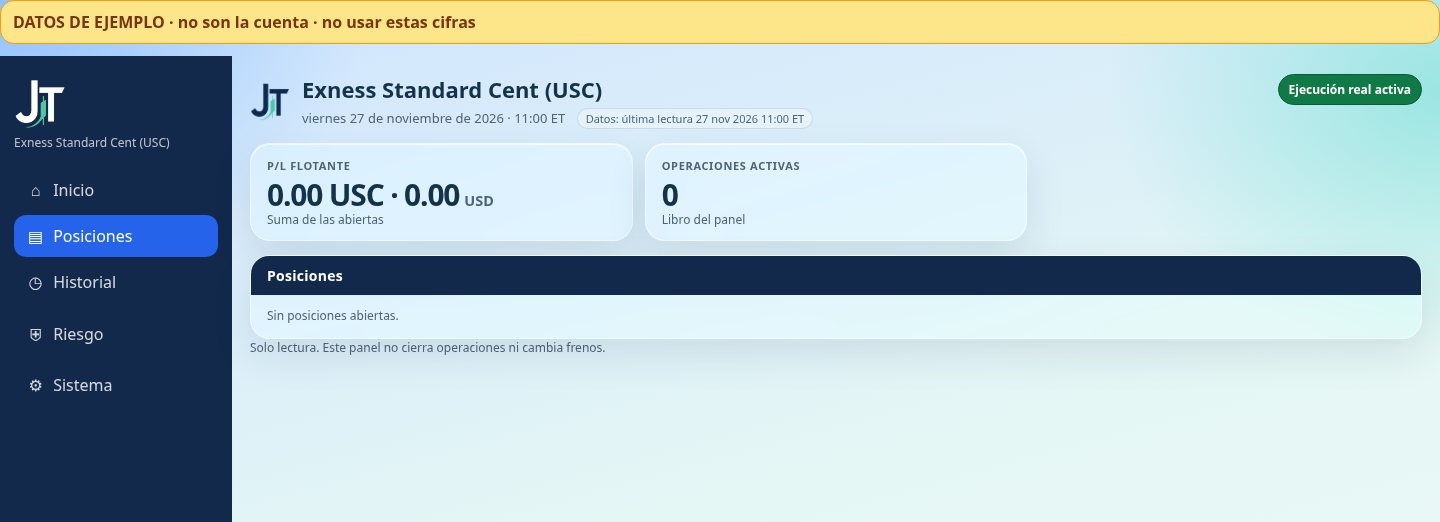 DATOS DE EJEMPLO · no son la cuenta · no usar estas cifras
JT
Exness Standard Cent (USC)
Inicio
Posiciones
Historial
Riesgo
Sistema
JT
Exness Standard Cent (USC)
viernes 27 de noviembre de 2026 · 11:00 ET
Datos: última lectura 27 nov 2026 11:00 ET
Ejecución real activa
P/L FLOTANTE
0.00 USC · 0.00 USD
Suma de las abiertas
OPERACIONES ACTIVAS
0
Libro del panel
Posiciones
Sin posiciones abiertas.
Solo lectura. Este panel no cierra operaciones ni cambia frenos.